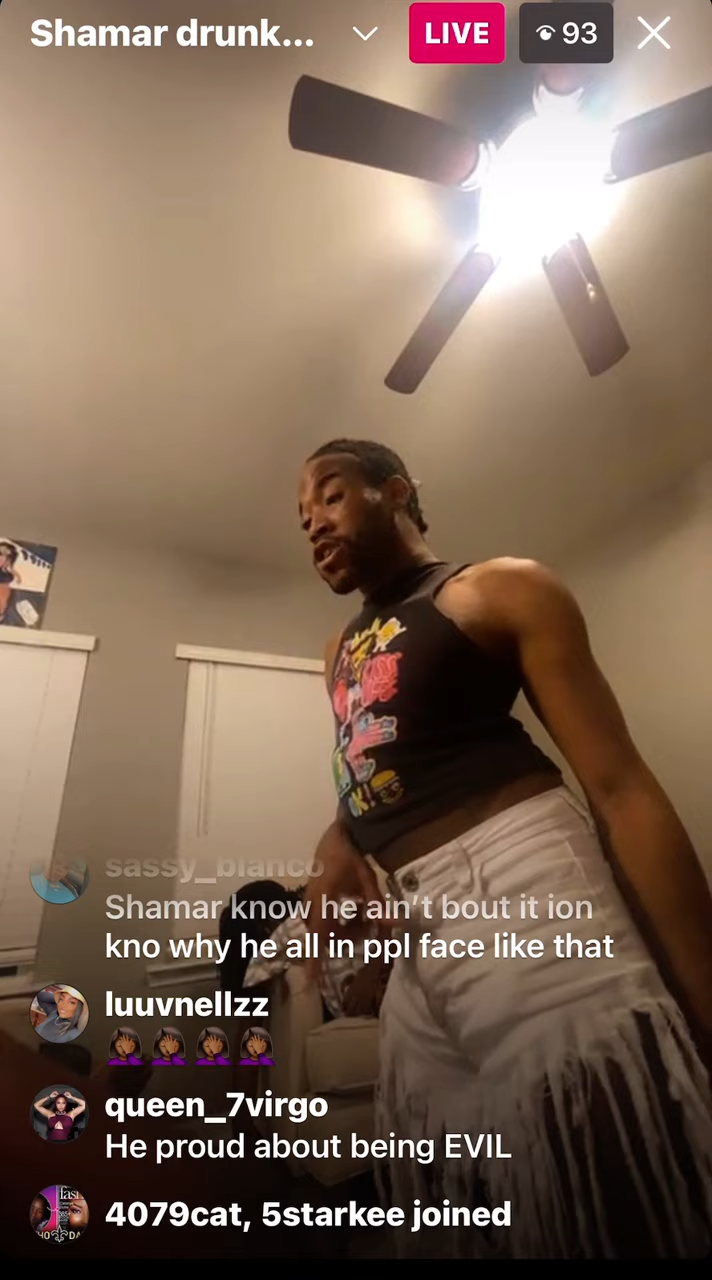 Shamar drunk...
LIVE
93
sassy_bianco
Shamar know he ain’t bout it ion
kno why he all in ppl face like that
luuvnellzz
🤦🏾‍♀️🤦🏾‍♀️🤦🏾‍♀️🤦🏾‍♀️
queen_7virgo
He proud about being EVIL
4079cat, 5starkee joined